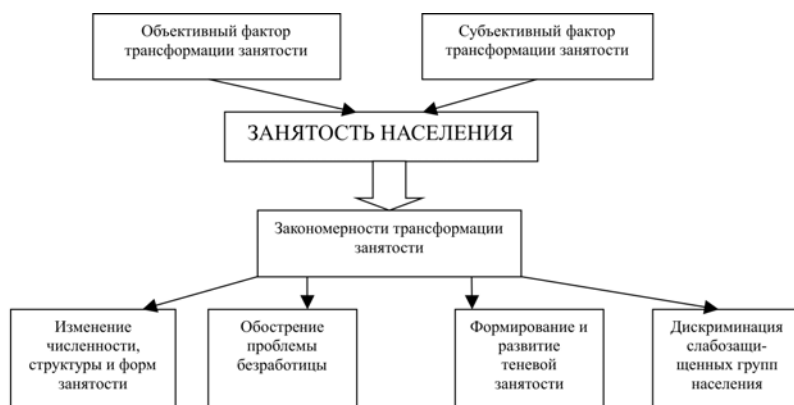 Объективный фактор
трансформации занятости
Субъективный фактор
трансформации занятости
ЗАНЯТОСТЬ НАСЕЛЕНИЯ
Закономерности трансформации
занятости
Изменение
численности,
структуры и форм
занятости
Обострение
проблемы
безработицы
Формирование и
развитие
теневой
занятости
Дискриминация
слабозащи-
щенных групп
населения